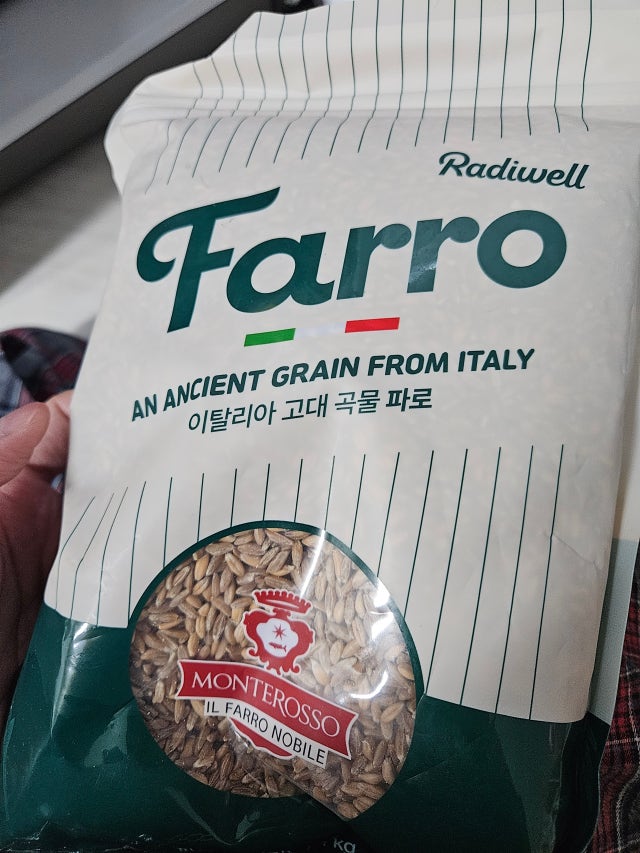 Radiwell
Farro
AN ANCIENT GRAIN FROM ITALY
이탈리아 고대 곡물 파로
MONTEROSSO
IL FARRO NOBILE
kg